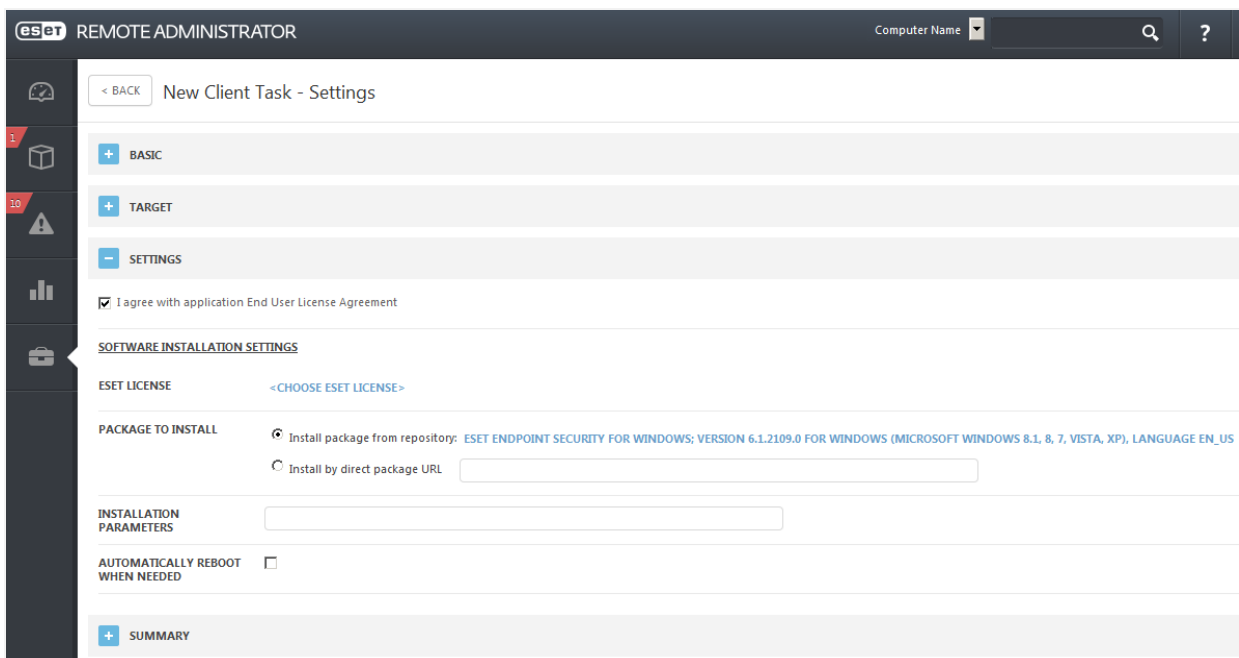 eset REMOTE ADMINISTRATOR
Computer Name
?
< BACK
New Client Task - Settings
1
+ BASIC
10
+ TARGET
− SETTINGS
I agree with application End User License Agreement
SOFTWARE INSTALLATION SETTINGS
ESET LICENSE
<CHOOSE ESET LICENSE>
PACKAGE TO INSTALL
Install package from repository: ESET ENDPOINT SECURITY FOR WINDOWS; VERSION 6.1.2109.0 FOR WINDOWS (MICROSOFT WINDOWS 8.1, 8, 7, VISTA, XP), LANGUAGE EN_US
Install by direct package URL
INSTALLATION
PARAMETERS
AUTOMATICALLY REBOOT
WHEN NEEDED
+ SUMMARY